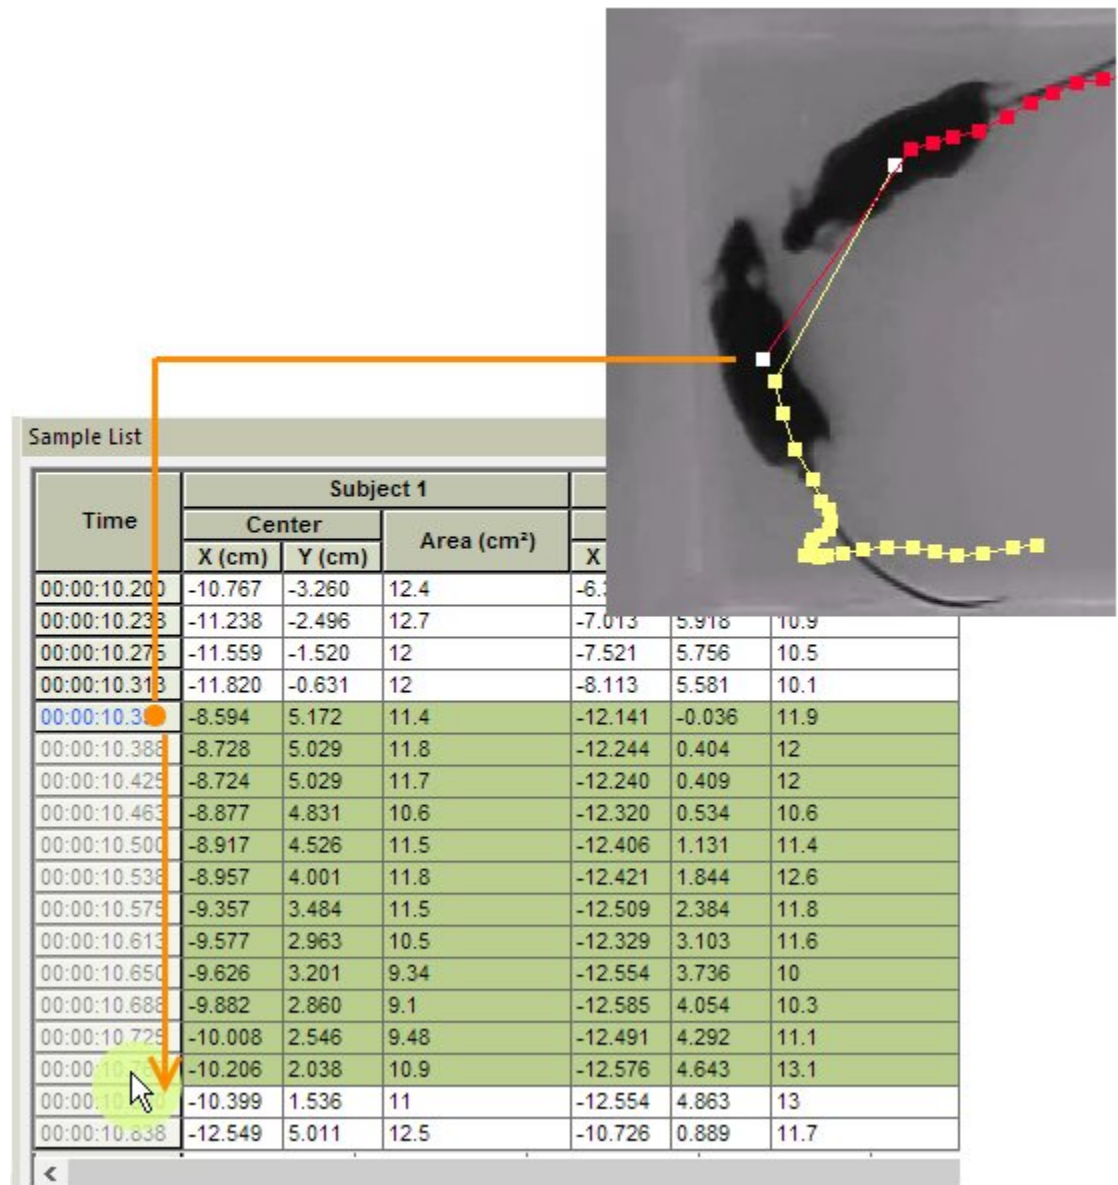 Sample List
Time Subject 1
Center Area (cm²)
X (cm) Y (cm) X
00:00:10.200 -10.767 -3.260 12.4
00:00:10.238 -11.238 -2.496 12.7 -7.013 5.918 10.9
00:00:10.275 -11.559 -1.520 12 -7.521 5.756 10.5
00:00:10.313 -11.820 -0.631 12 -8.113 5.581 10.1
-8.594 5.172 11.4 -12.141 -0.036 11.9
00:00:10.388 -8.728 5.029 11.8 -12.244 0.404 12
00:00:10.425 -8.724 5.029 11.7 -12.240 0.409 12
00:00:10.463 -8.877 4.831 10.6 -12.320 0.534 10.6
00:00:10.500 -8.917 4.526 11.5 -12.406 1.131 11.4
00:00:10.538 -8.957 4.001 11.8 -12.421 1.844 12.6
00:00:10.575 -9.357 3.484 11.5 -12.509 2.384 11.8
00:00:10.613 -9.577 2.963 10.5 -12.329 3.103 11.6
00:00:10.650 -9.626 3.201 9.34 -12.554 3.736 10
00:00:10.688 -9.882 2.860 9.1 -12.585 4.054 10.3
00:00:10.725 -10.008 2.546 9.48 -12.491 4.292 11.1
-10.206 2.038 10.9 -12.576 4.643 13.1
-10.399 1.536 11 -12.554 4.863 13
00:00:10.838 -12.549 5.011 12.5 -10.726 0.889 11.7